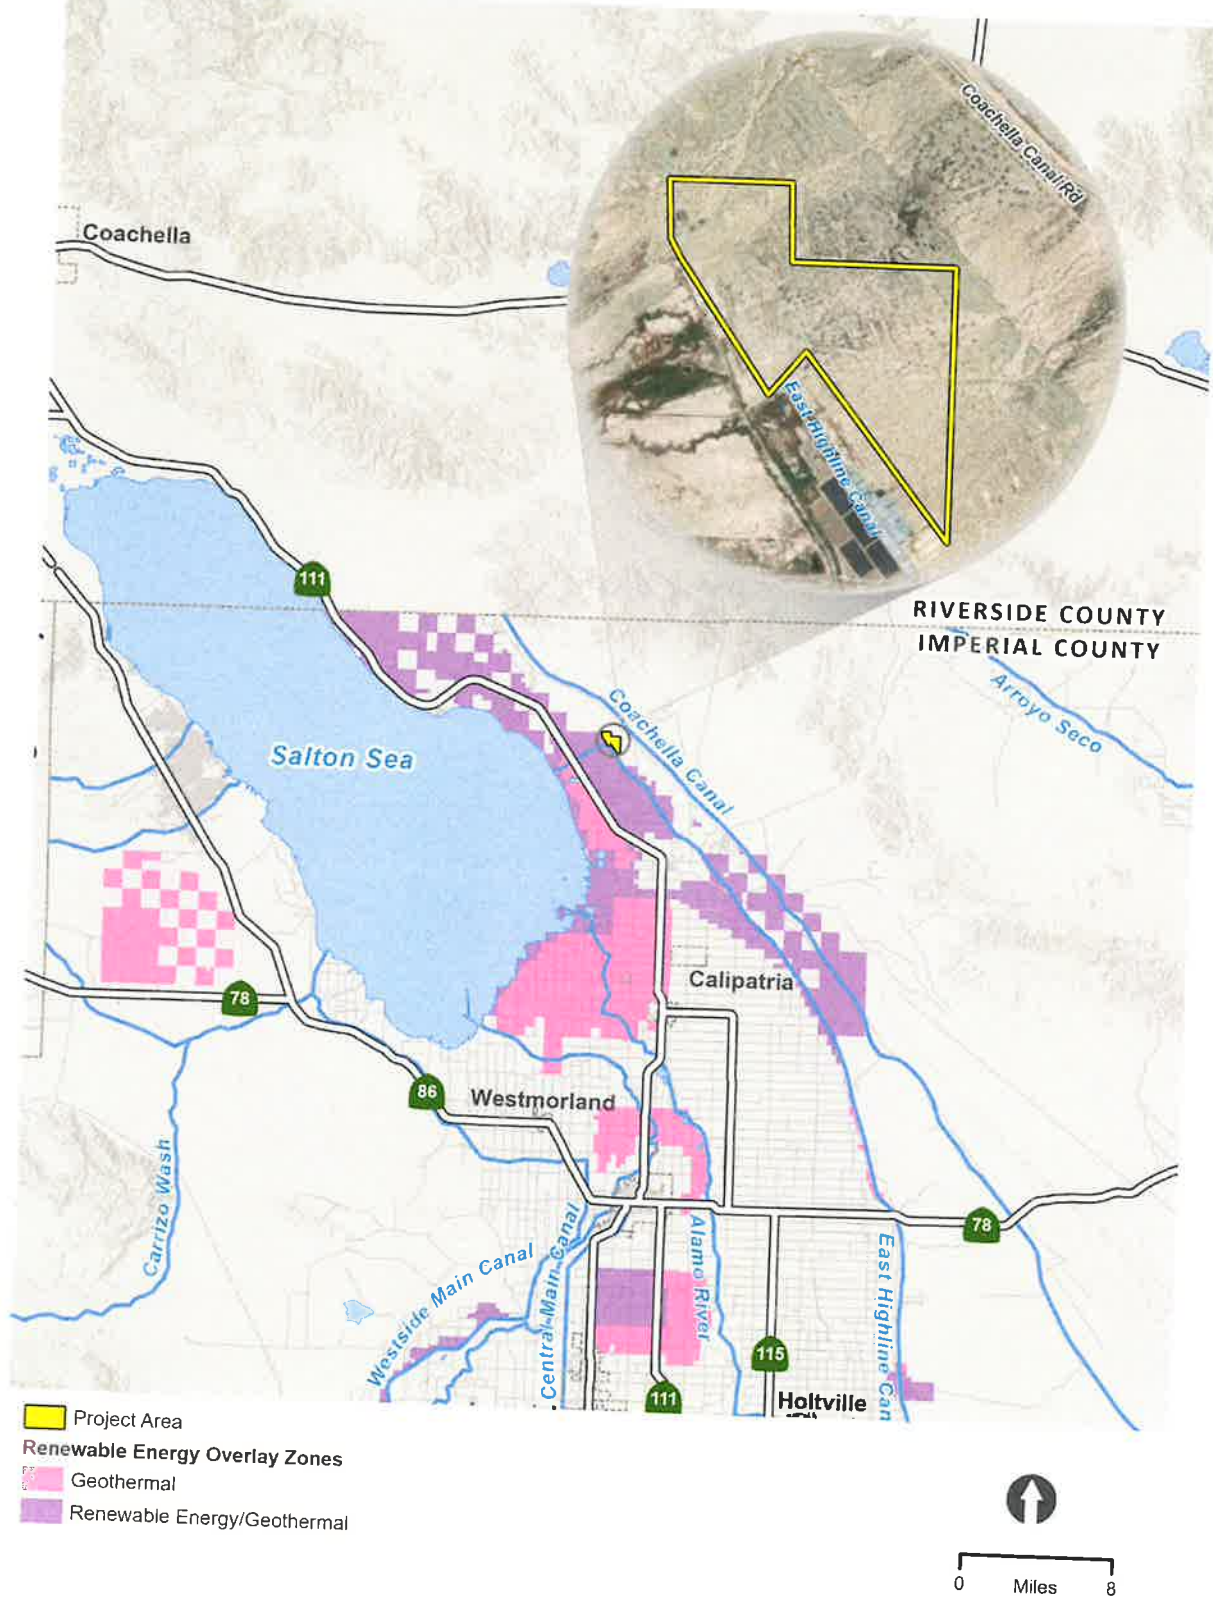 Coachella Canal Rd
Coachella
East Highline Canal
111
RIVERSIDE COUNTY
IMPERIAL COUNTY
Arroyo Seco
Coachella Canal
Salton Sea
Calipatria
78
86
Westmorland
Carrizo Wash
Westside Main Canal
Central Main Canal
Alamo River
East Highline Can
78
115
111
Holtville
Project Area
Renewable Energy Overlay Zones
Geothermal
Renewable Energy/Geothermal
0 Miles 8